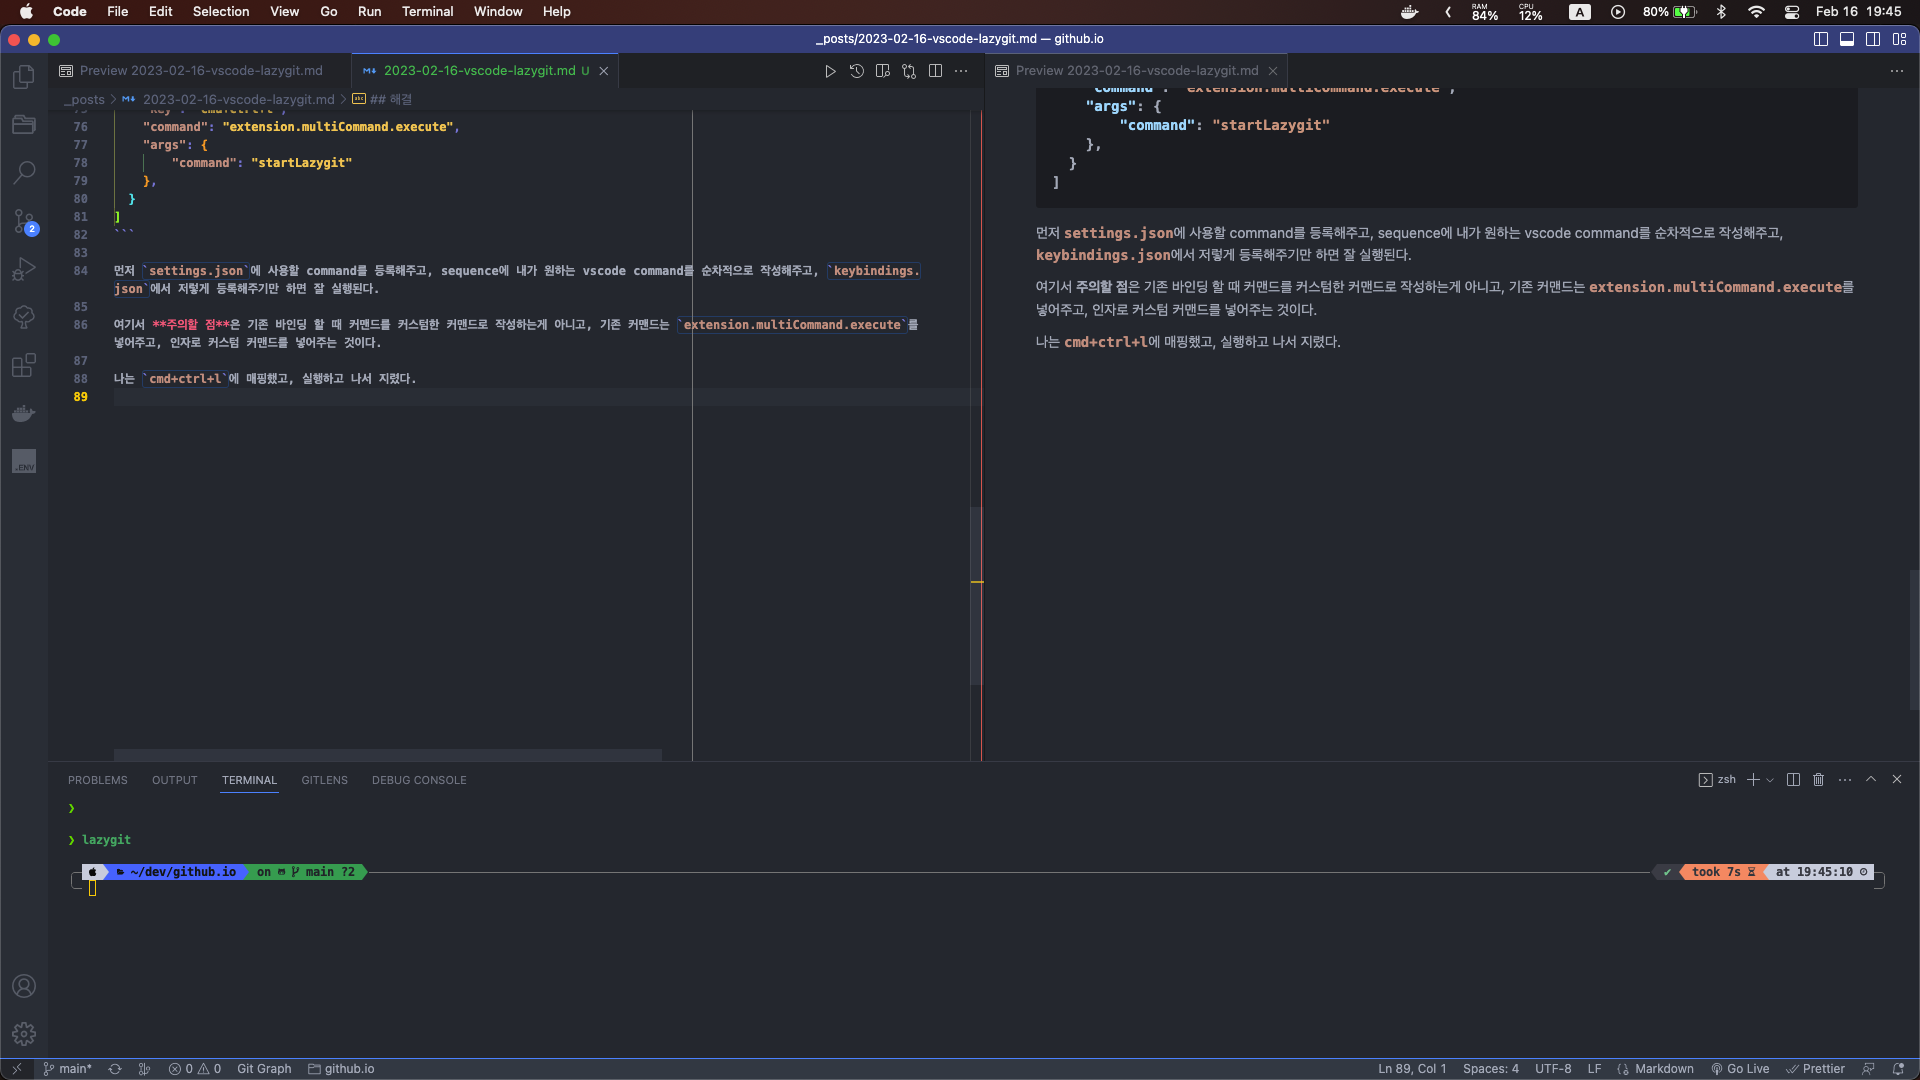 Code File Edit Selection View Go Run Terminal Window Help
RAM 84% CPU 12% A 80% Feb 16 19:45
_posts/2023-02-16-vscode-lazygit.md — github.io
Preview 2023-02-16-vscode-lazygit.md
2023-02-16-vscode-lazygit.md U
_posts > 2023-02-16-vscode-lazygit.md > ## 해결
76 "command": "extension.multiCommand.execute",
77 "args": {
78 "command": "startLazygit"
79 },
80 }
81 ]
82 ```
83
84 먼저 `settings.json`에 사용할 command를 등록해주고, sequence에 내가 원하는 vscode command를 순차적으로 작성해주고, `keybindings.
json`에서 저렇게 등록해주기만 하면 잘 실행된다.
85
86 여기서 **주의할 점**은 기존 바인딩 할 때 커맨드를 커스텀한 커맨드로 작성하는게 아니고, 기존 커맨드는 `extension.multiCommand.execute`를
넣어주고, 인자로 커스텀 커맨드를 넣어주는 것이다.
87
88 나는 `cmd+ctrl+l`에 매핑했고, 실행하고 나서 지렸다.
89
Preview 2023-02-16-vscode-lazygit.md
"command": "extension.multiCommand.execute",
"args": {
"command": "startLazygit"
},
}
]
먼저 settings.json에 사용할 command를 등록해주고, sequence에 내가 원하는 vscode command를 순차적으로 작성해주고,
keybindings.json에서 저렇게 등록해주기만 하면 잘 실행된다.
여기서 주의할 점은 기존 바인딩 할 때 커맨드를 커스텀한 커맨드로 작성하는게 아니고, 기존 커맨드는 extension.multiCommand.execute를
넣어주고, 인자로 커스텀 커맨드를 넣어주는 것이다.
나는 cmd+ctrl+l에 매핑했고, 실행하고 나서 지렸다.
2
.ENV
PROBLEMS OUTPUT TERMINAL GITLENS DEBUG CONSOLE
zsh
❯
❯ lazygit
~/dev/github.io on main ?2
✔ took 7s at 19:45:10
main* 0 0 Git Graph github.io
Ln 89, Col 1 Spaces: 4 UTF-8 LF Markdown Go Live Prettier